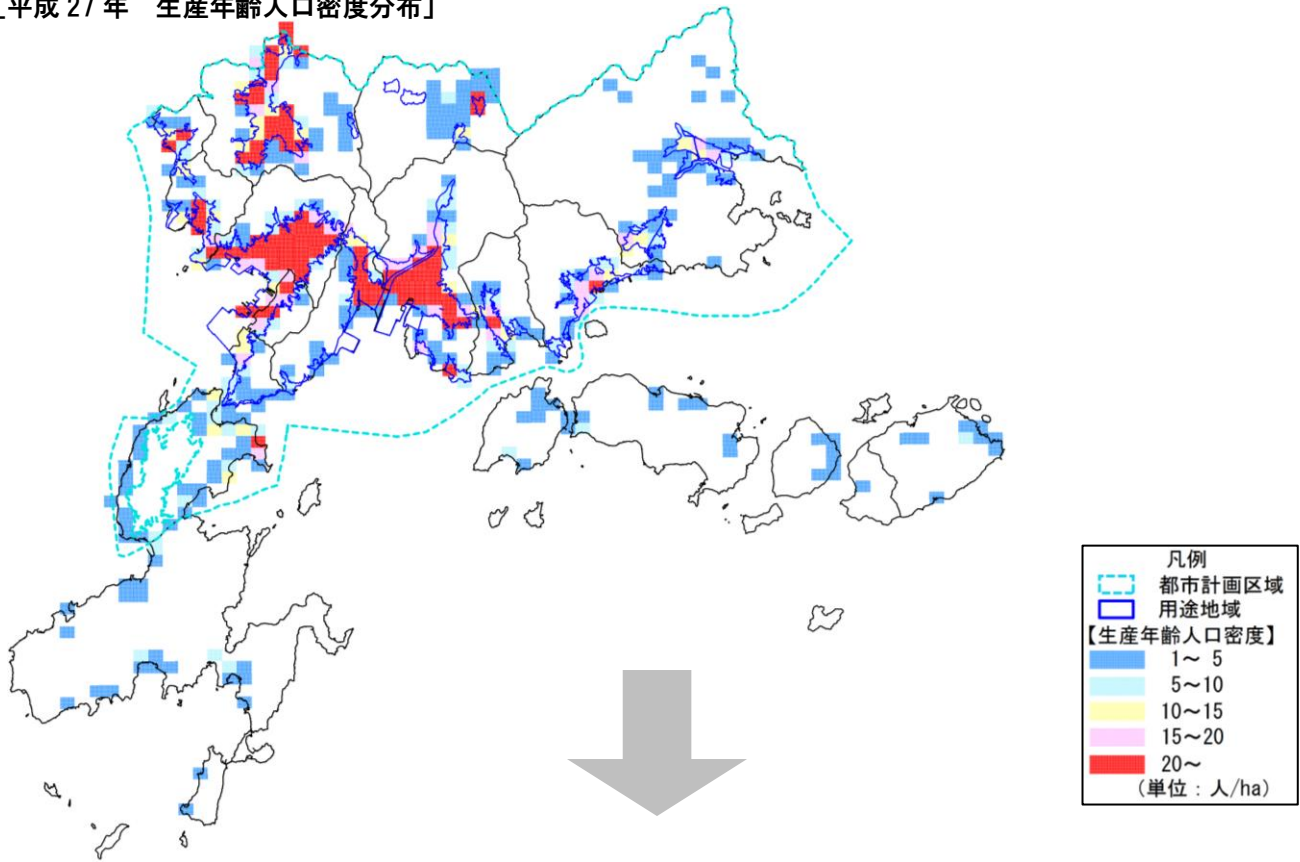 平成27年 生産年齢人口密度分布]
凡例
都市計画区域
用途地域
【生産年齢人口密度】
1～ 5
5～10
10～15
15～20
20～
(単位：人/ha)